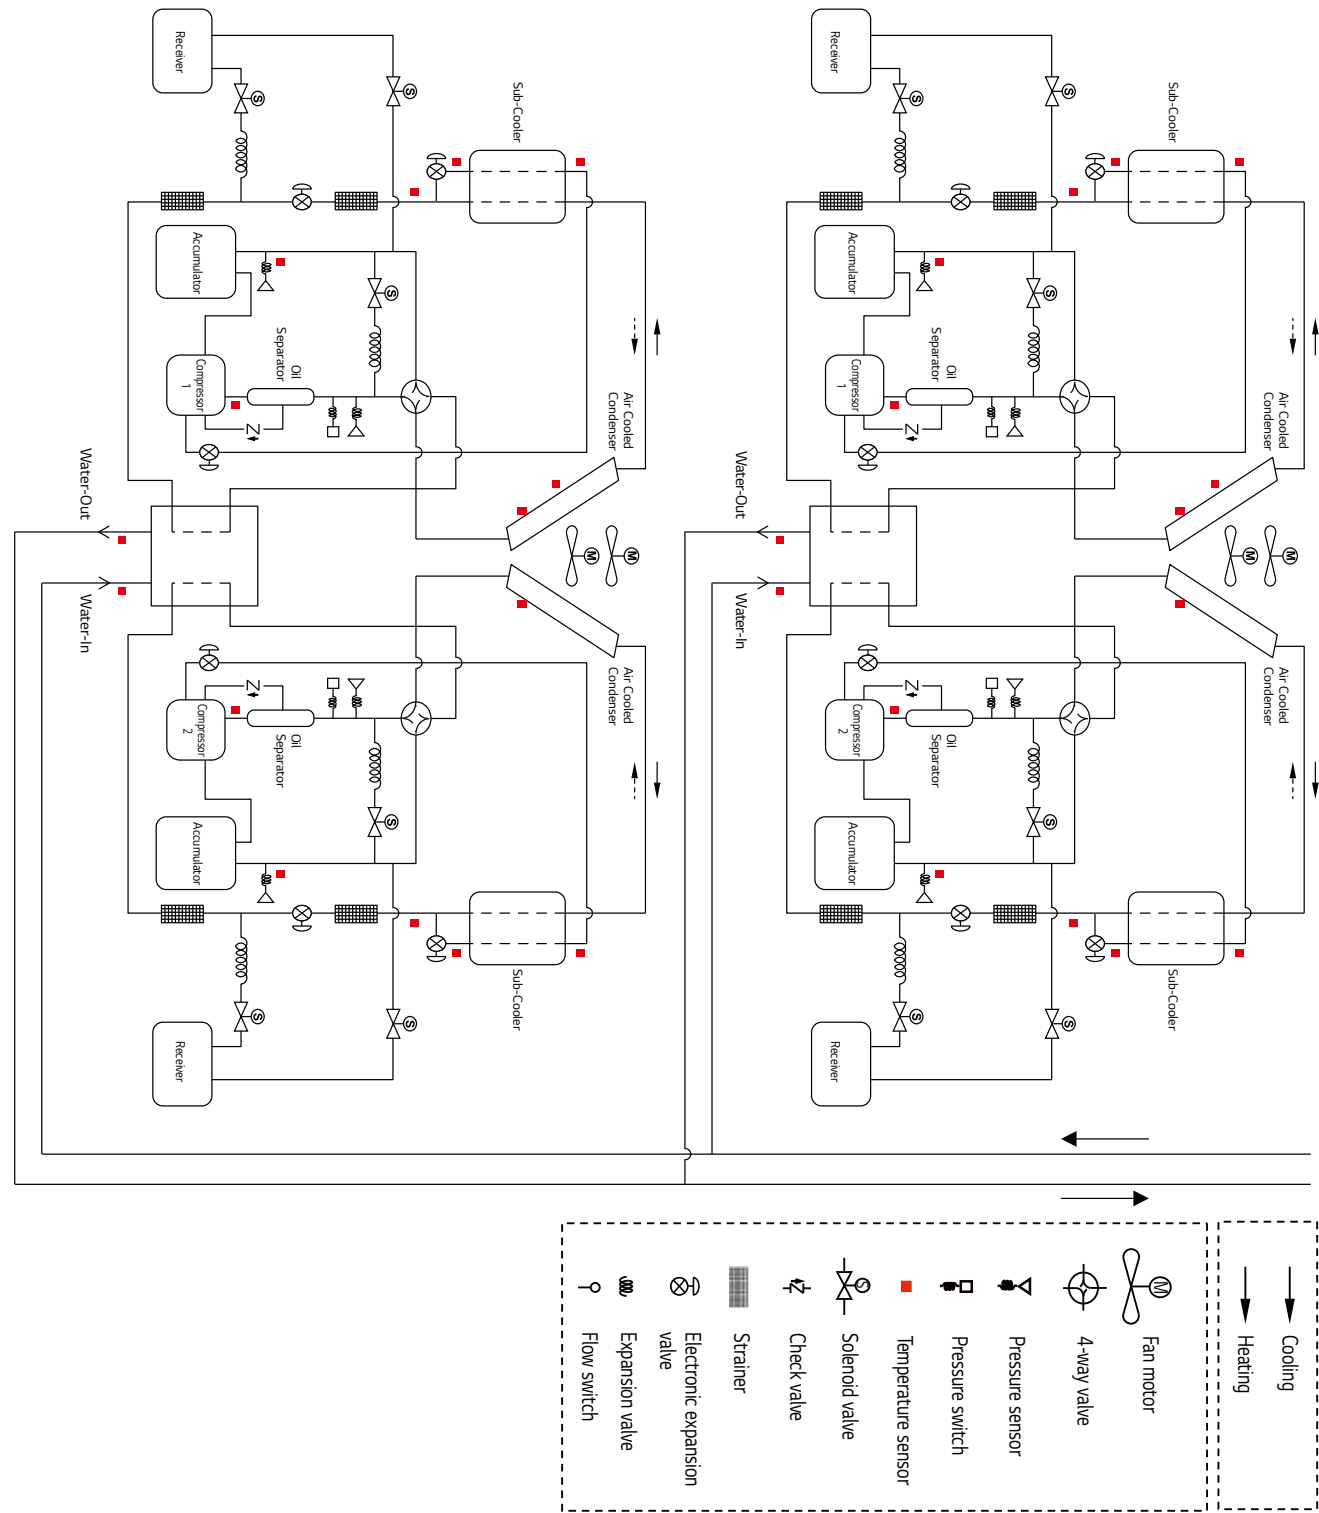 M
Air Cooled
Condenser
Air Cooled
Condenser
M
Sub-Cooler
Sub-Cooler
S
S
S
S
Oil
Separator
Oil
Separator
S
S
Accumulator
Compressor
1
Compressor
2
Accumulator
Receiver
Receiver
Water-Out
Water-In
M
Air Cooled
Condenser
Air Cooled
Condenser
M
Sub-Cooler
Sub-Cooler
S
S
S
S
Oil
Separator
Oil
Separator
S
S
Accumulator
Compressor
1
Compressor
2
Accumulator
Receiver
Receiver
Water-Out
Water-In
Cooling
Heating
M
Fan motor
4-way valve
Pressure sensor
Pressure switch
Temperature sensor
S
Solenoid valve
Check valve
Strainer
Electronic expansion
valve
Expansion valve
Flow switch